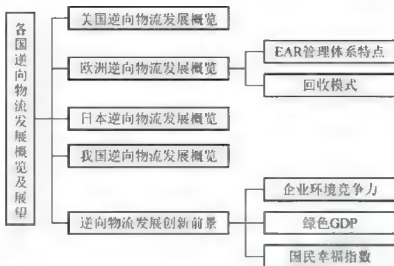 各国逆向物流发展概览及展望
美国逆向物流发展概览
欧洲逆向物流发展概览
EAR管理体系特点
回收模式
日本逆向物流发展概览
我国逆向物流发展概览
逆向物流发展创新前景
企业环境竞争力
绿色GDP
国民幸福指数